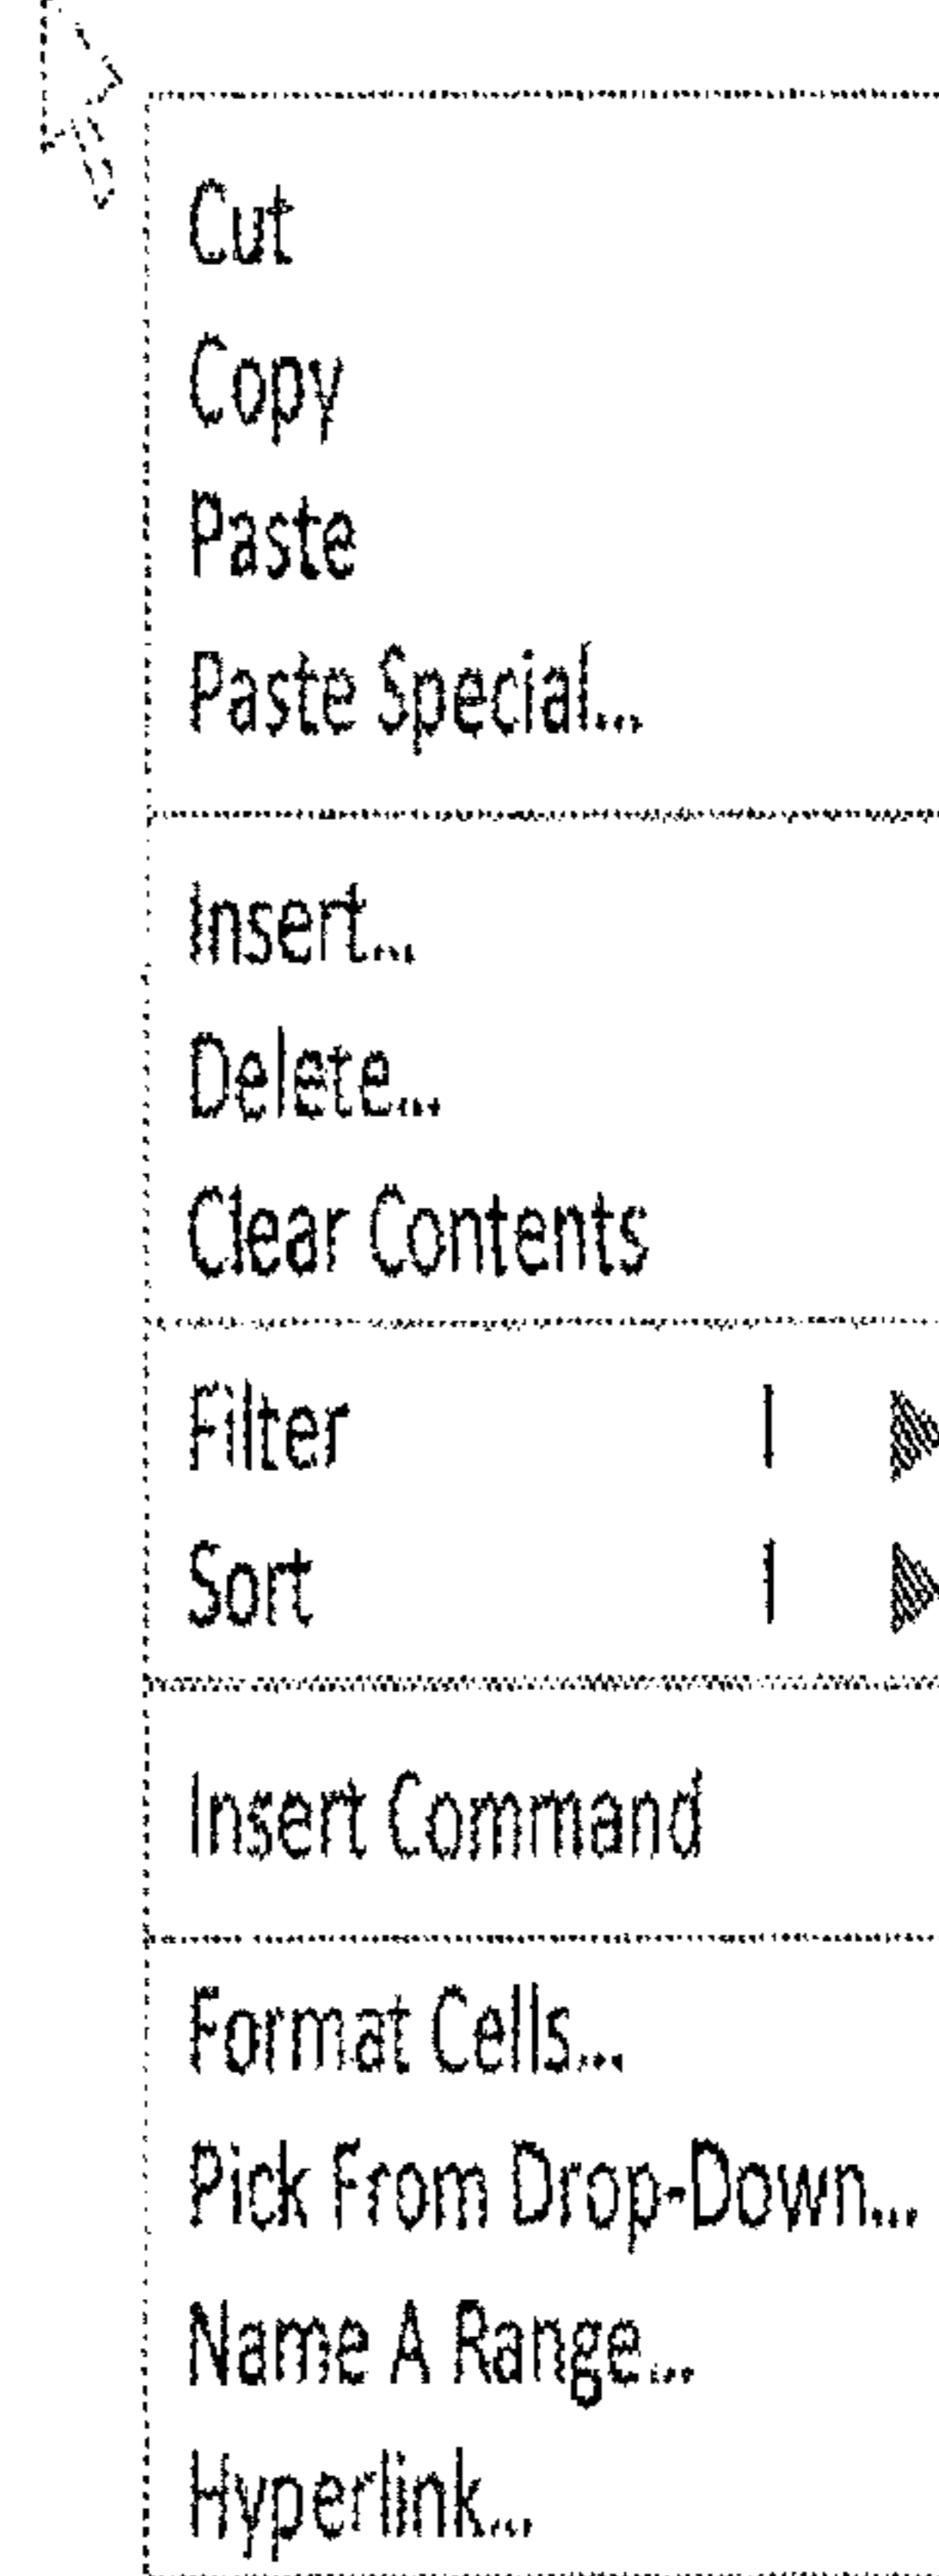 Cut
Copy
Paste
Paste Special...
Insert...
Delete...
Clear Contents
Filter
Sort
Insert Command
Format Cells...
Pick From Drop-Down...
Name A Range...
Hyperlink...